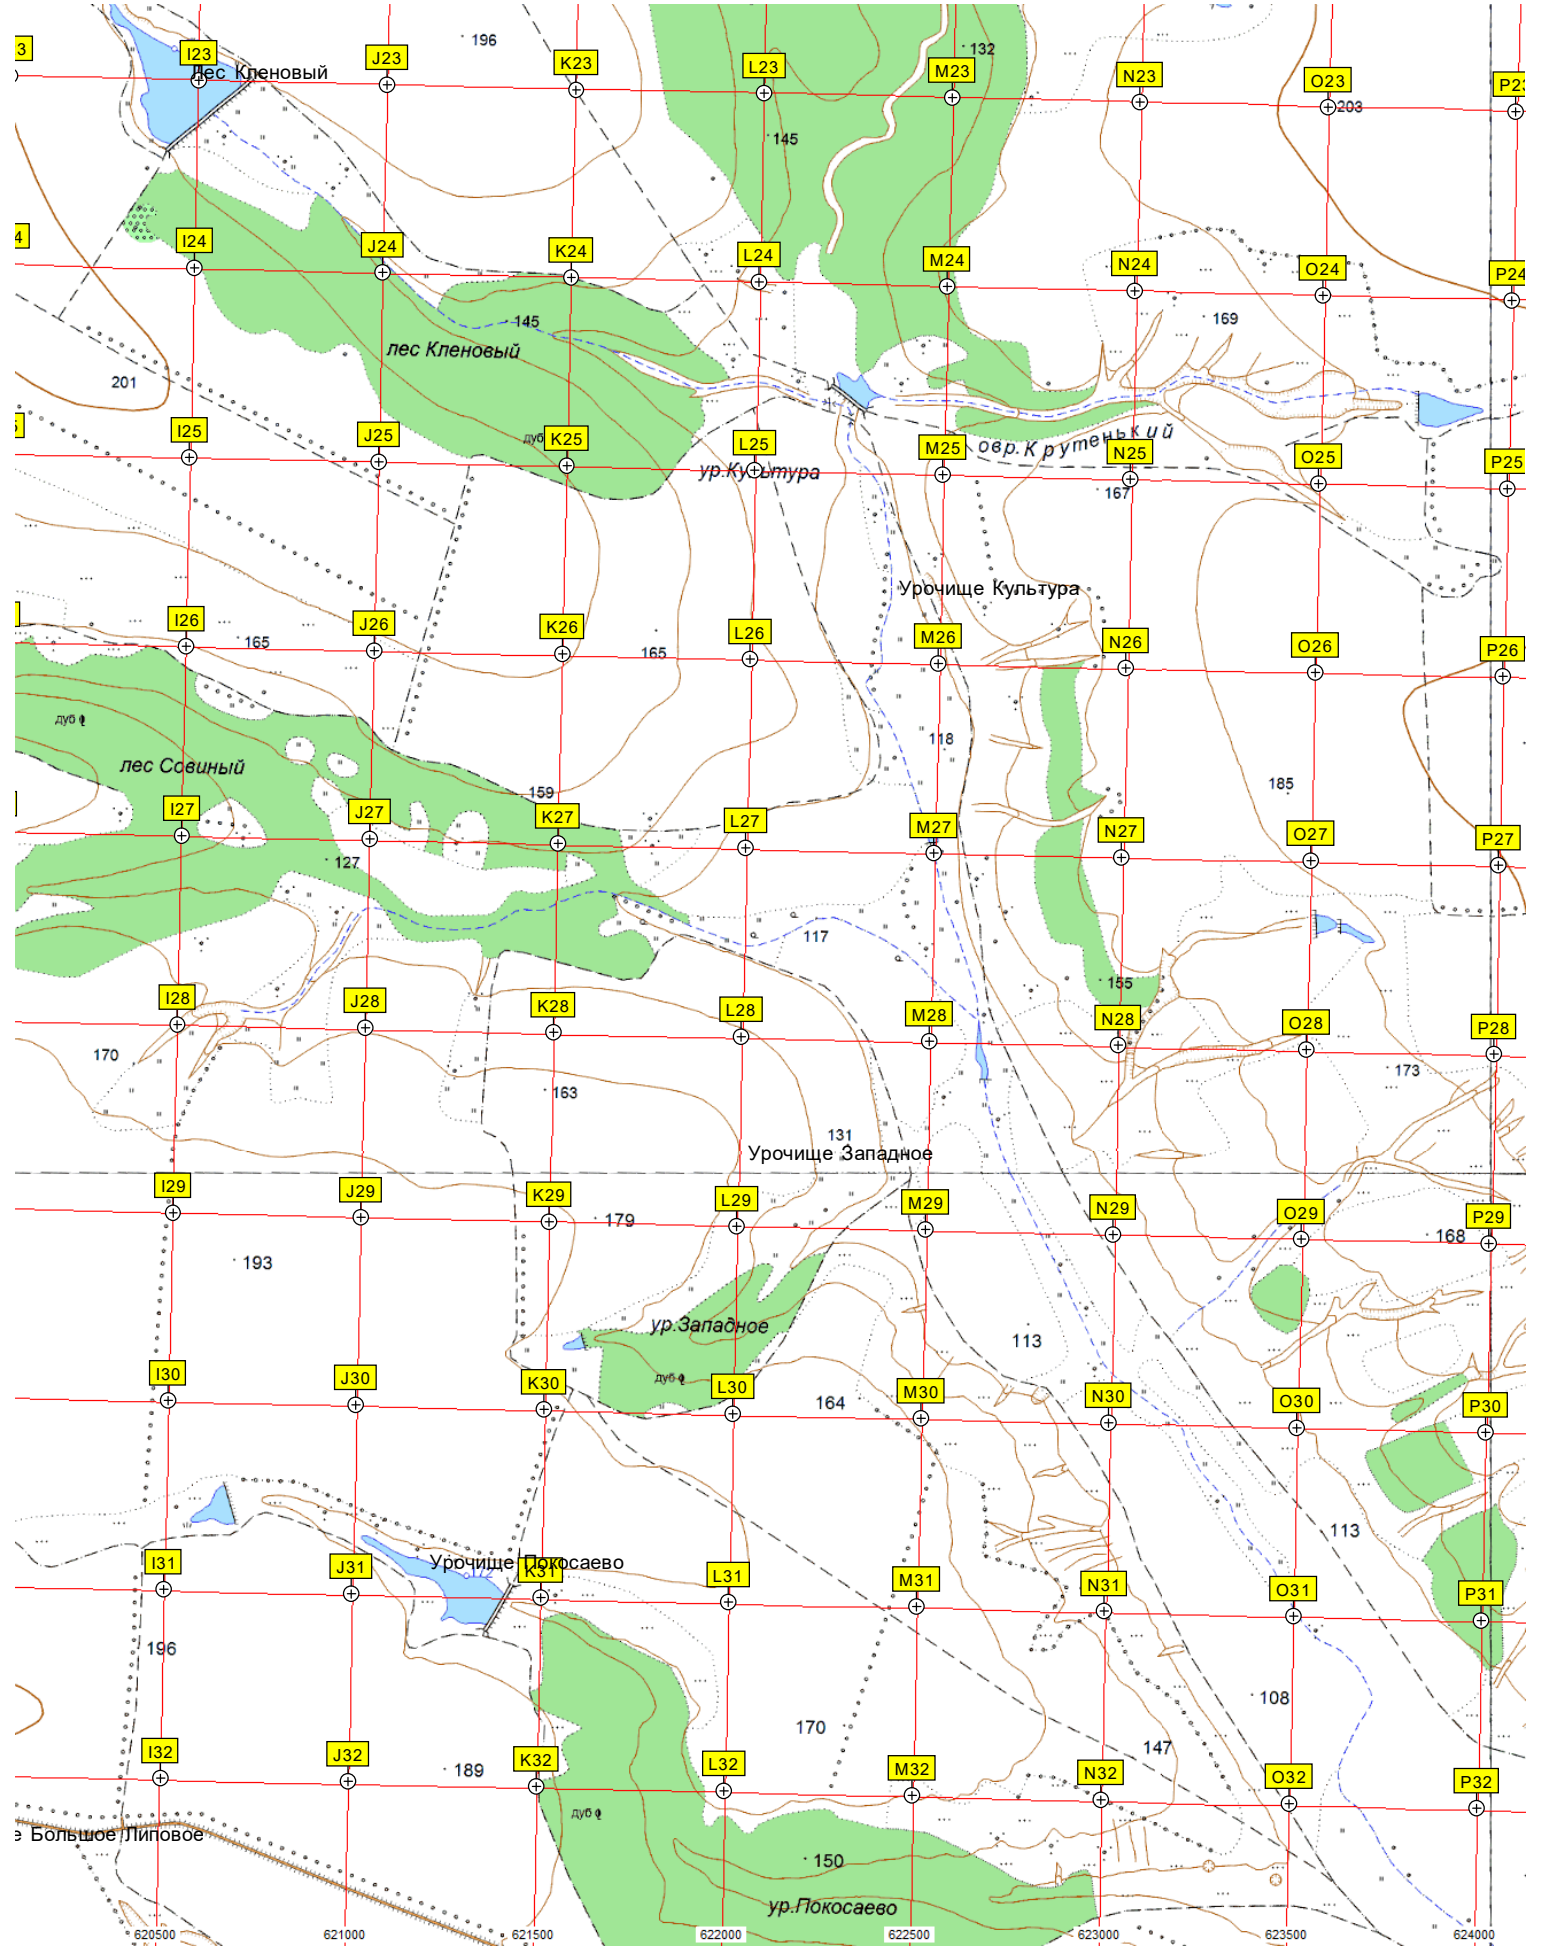 3
I23
J23
196
K23
L23
M23
132
N23
O23
203
P23
лес Кленовый
145
4
I24
J24
K24
L24
M24
N24
O24
P24
145
169
лес Кленовый
201
I25
J25
дуб
K25
L25
M25
овр.Крутенький
N25
O25
P25
ур.Культура
167
Урочище Культура
I26
165
J26
K26
165
L26
M26
N26
O26
P26
дуб
118
лес Совиный
159
185
I27
J27
K27
L27
M27
N27
O27
P27
127
117
155
I28
J28
K28
L28
M28
N28
O28
P28
170
163
173
131
Урочище Западное
I29
J29
K29
L29
M29
N29
O29
P29
179
168
193
ур.Западное
113
I30
J30
K30
дуб
L30
164
M30
N30
O30
P30
113
Урочище Покосаево
I31
J31
K31
L31
M31
N31
O31
P31
196
108
170
147
I32
J32
189
K32
L32
M32
N32
O32
P32
дуб
е Большое Липовое
150
ур.Покосаево
620500
621000
621500
622000
622500
623000
623500
624000